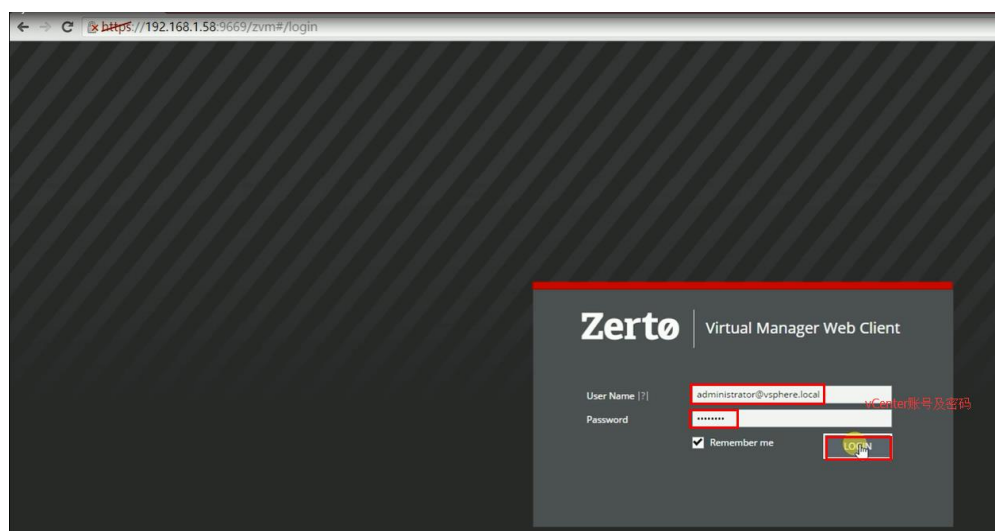 https://192.168.1.58:9669/zvm#/login
Zerto Virtual Manager Web Client
User Name [?] administrator@vsphere.local
vCenter账号及密码
Password ••••••••
Remember me LOGIN